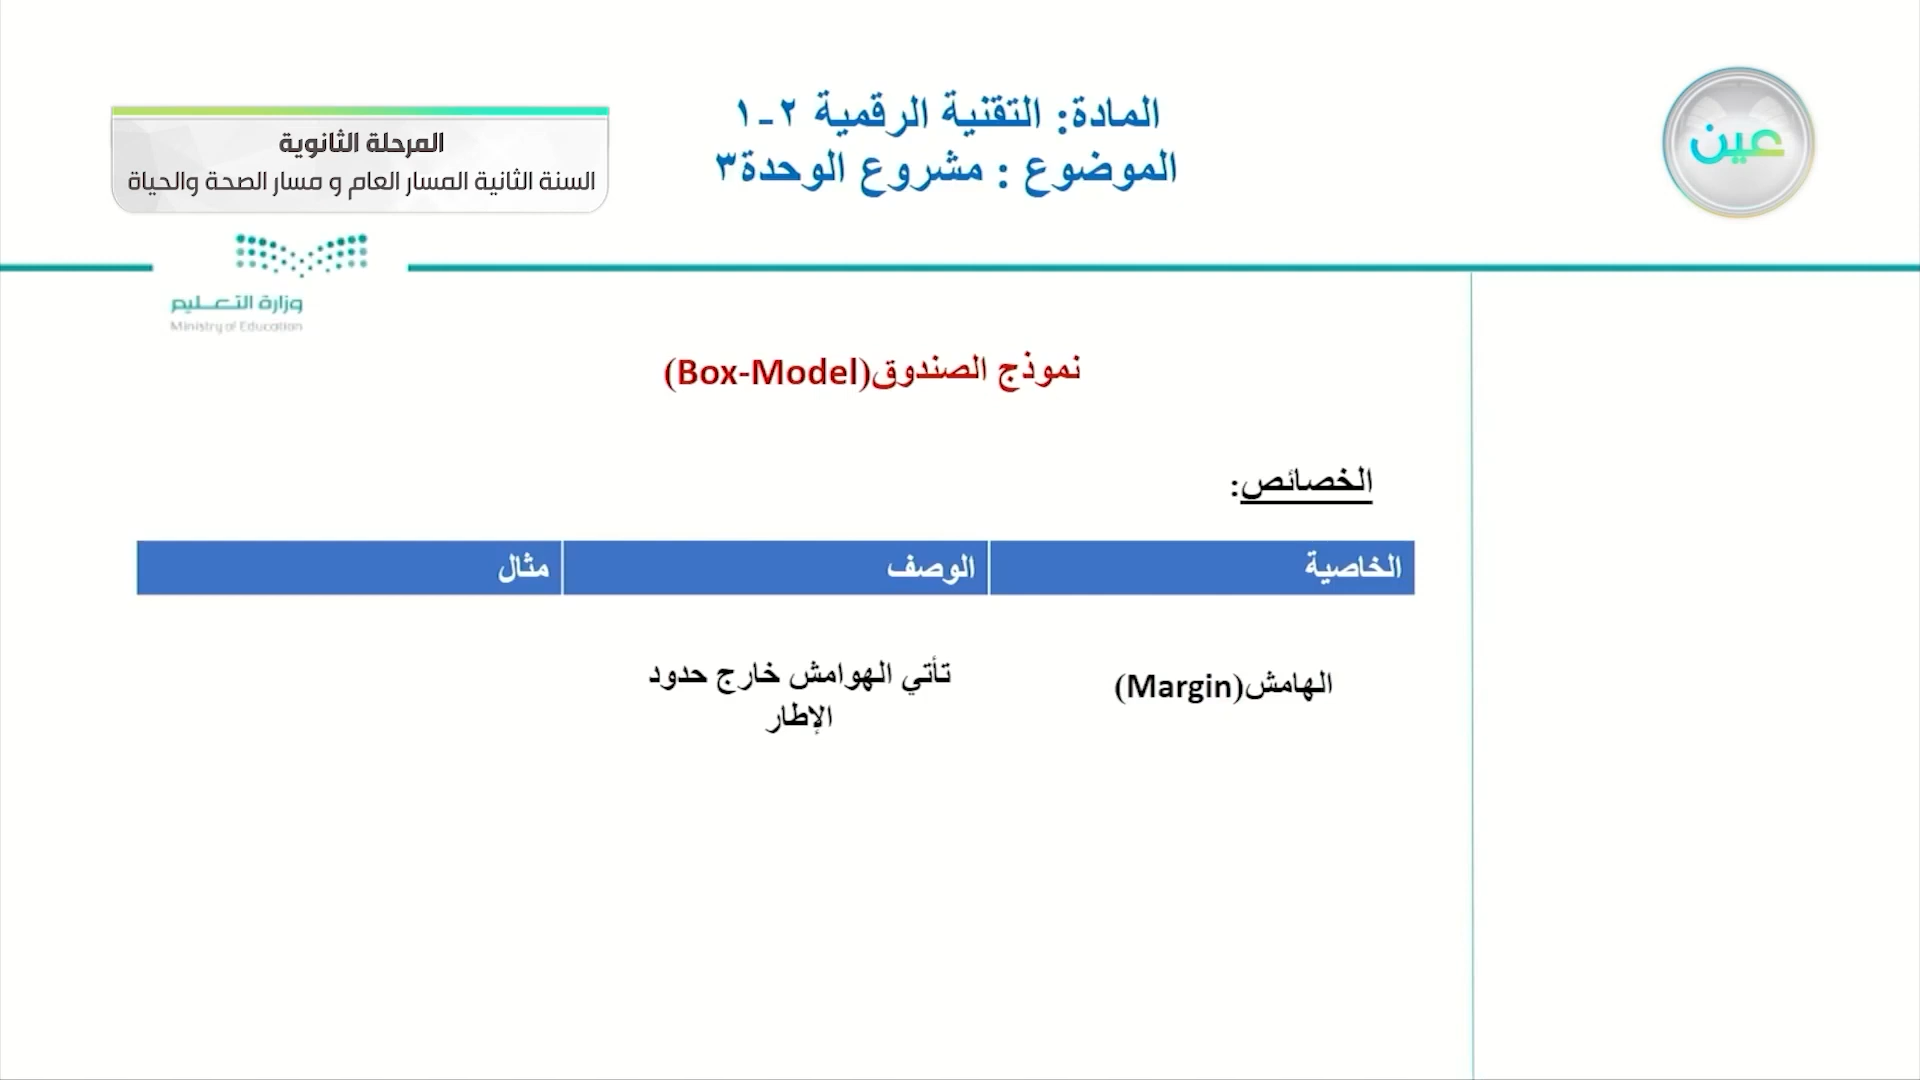 المادة: التقنية الرقمية ٢-١
الموضوع : مشروع الوحدة٣
عين
المرحلة الثانوية
السنة الثانية المسار العام و مسار الصحة والحياة
وزارة التعـــليم
Ministry of Education
نموذج الصندوق(Box-Model)
الخصائص:
الخاصية الوصف مثال
الهامش(Margin)
تأتي الهوامش خارج حدود
الإطار